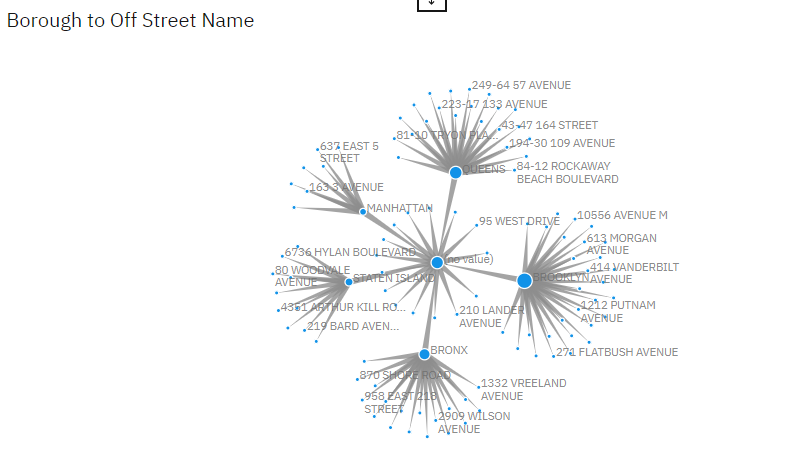 Borough to Off Street Name
249-64 57 AVENUE
223-17 133 AVENUE
43-47 164 STREET
81-10 TRYON PLA...
194-30 109 AVENUE
637 EAST 5
STREET
QUEENS
84-12 ROCKAWAY
BEACH BOULEVARD
163 3 AVENUE
MANHATTAN
95 WEST DRIVE
10556 AVENUE M
613 MORGAN
AVENUE
6736 HYLAN BOULEVARD
(no value)
80 WOODVALE
AVENUE
STATEN ISLAND
BROOKLYN
414 VANDERBILT
AVENUE
4361 ARTHUR KILL RO...
210 LANDER
AVENUE
1212 PUTNAM
AVENUE
219 BARD AVEN...
BRONX
271 FLATBUSH AVENUE
870 SHORE ROAD
1332 VREELAND
AVENUE
958 EAST 218
STREET
2909 WILSON
AVENUE